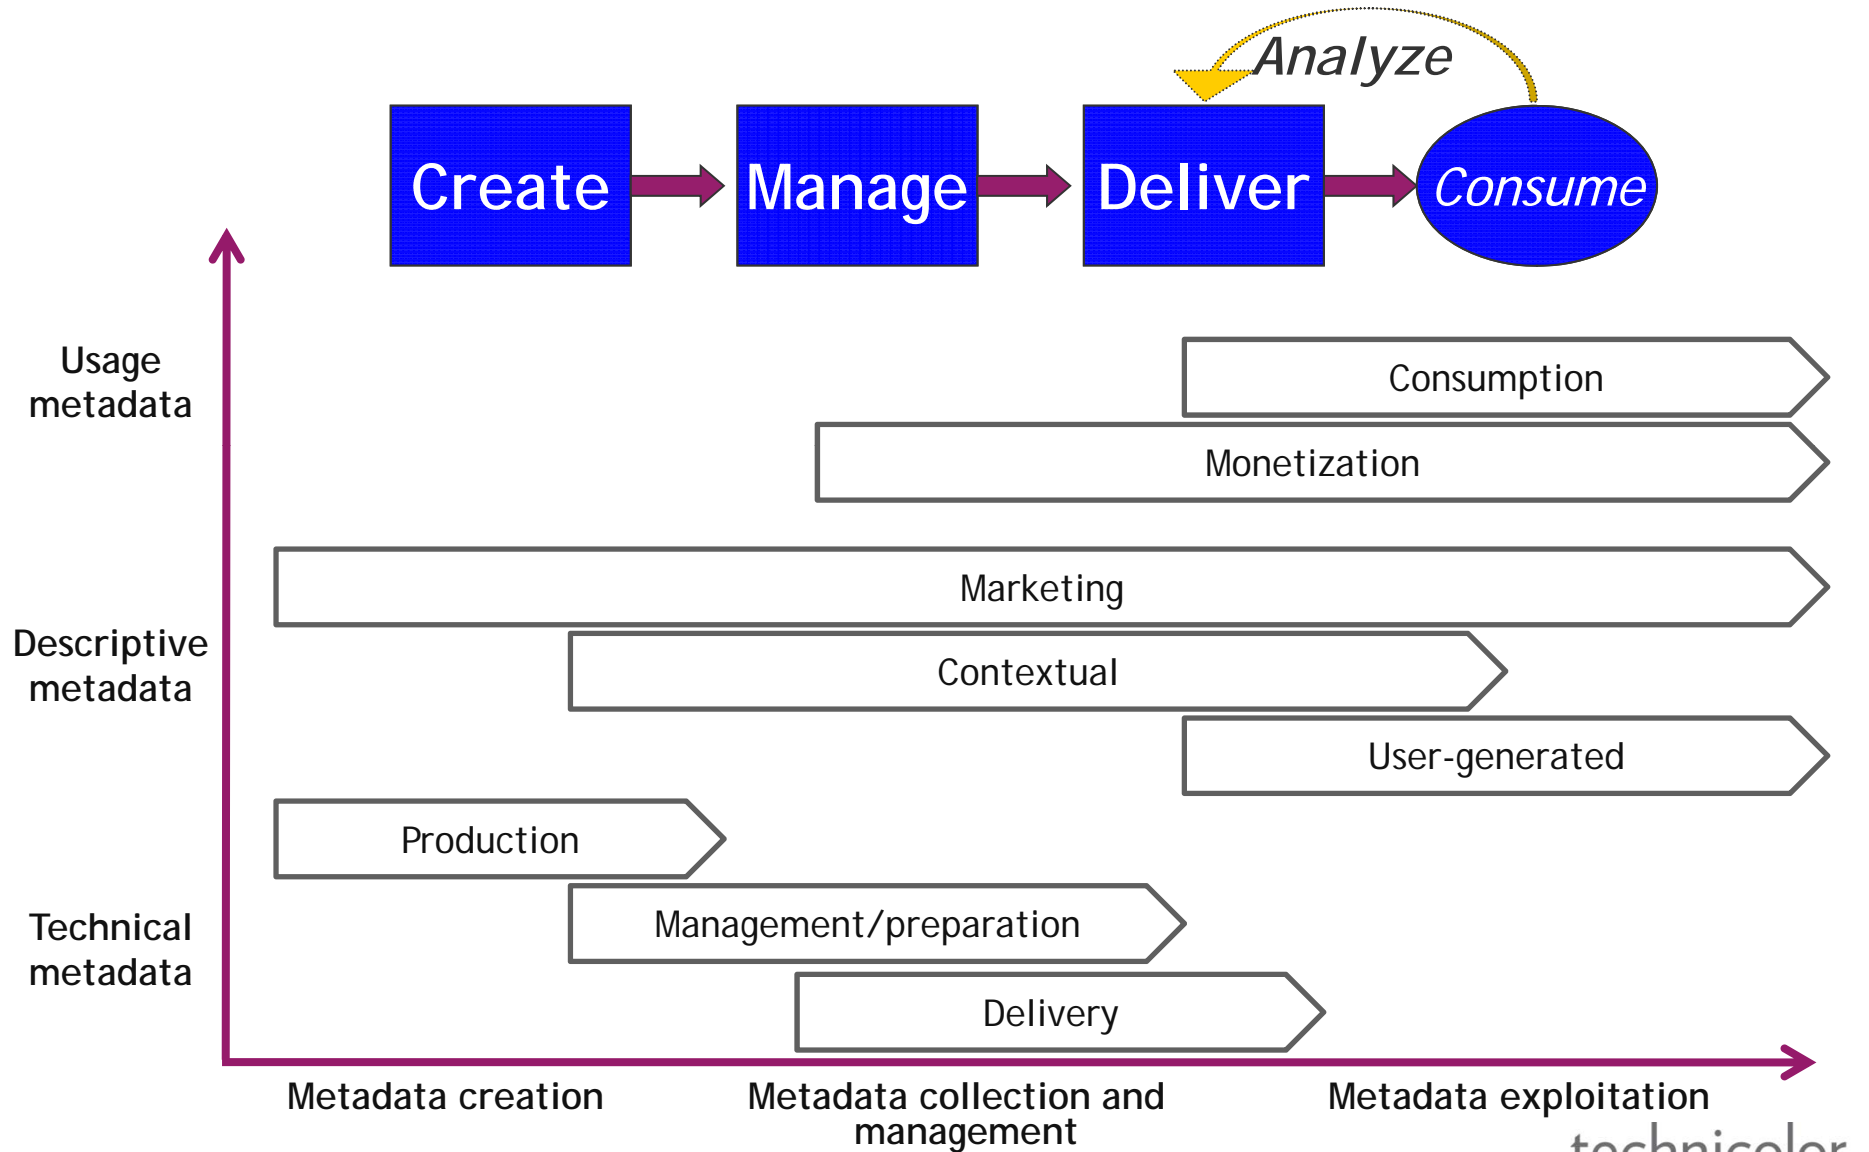 Analyze
Create
Manage
Deliver
Consume
Usage
metadata
Consumption
Monetization
Marketing
Descriptive
metadata
Contextual
User-generated
Production
Technical
metadata
Management/preparation
Delivery
Metadata creation
Metadata collection and
management
Metadata exploitation
technicolor